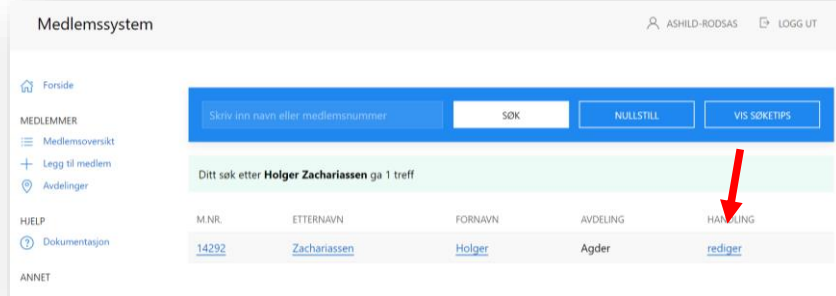 Medlemssystem
ASHILD-RODSAS LOGG UT
Forside
MEDLEMMER
Medlemsoversikt
Legg til medlem
Avdelinger
HJELP
Dokumentasjon
ANNET
Skriv inn navn eller medlemsnummer SØK NULLSTILL VIS SØKETIPS
Ditt søk etter Holger Zachariassen ga 1 treff
M.NR. ETTERNAVN FORNAVN AVDELING HANDLING
14292 Zachariassen Holger Agder rediger